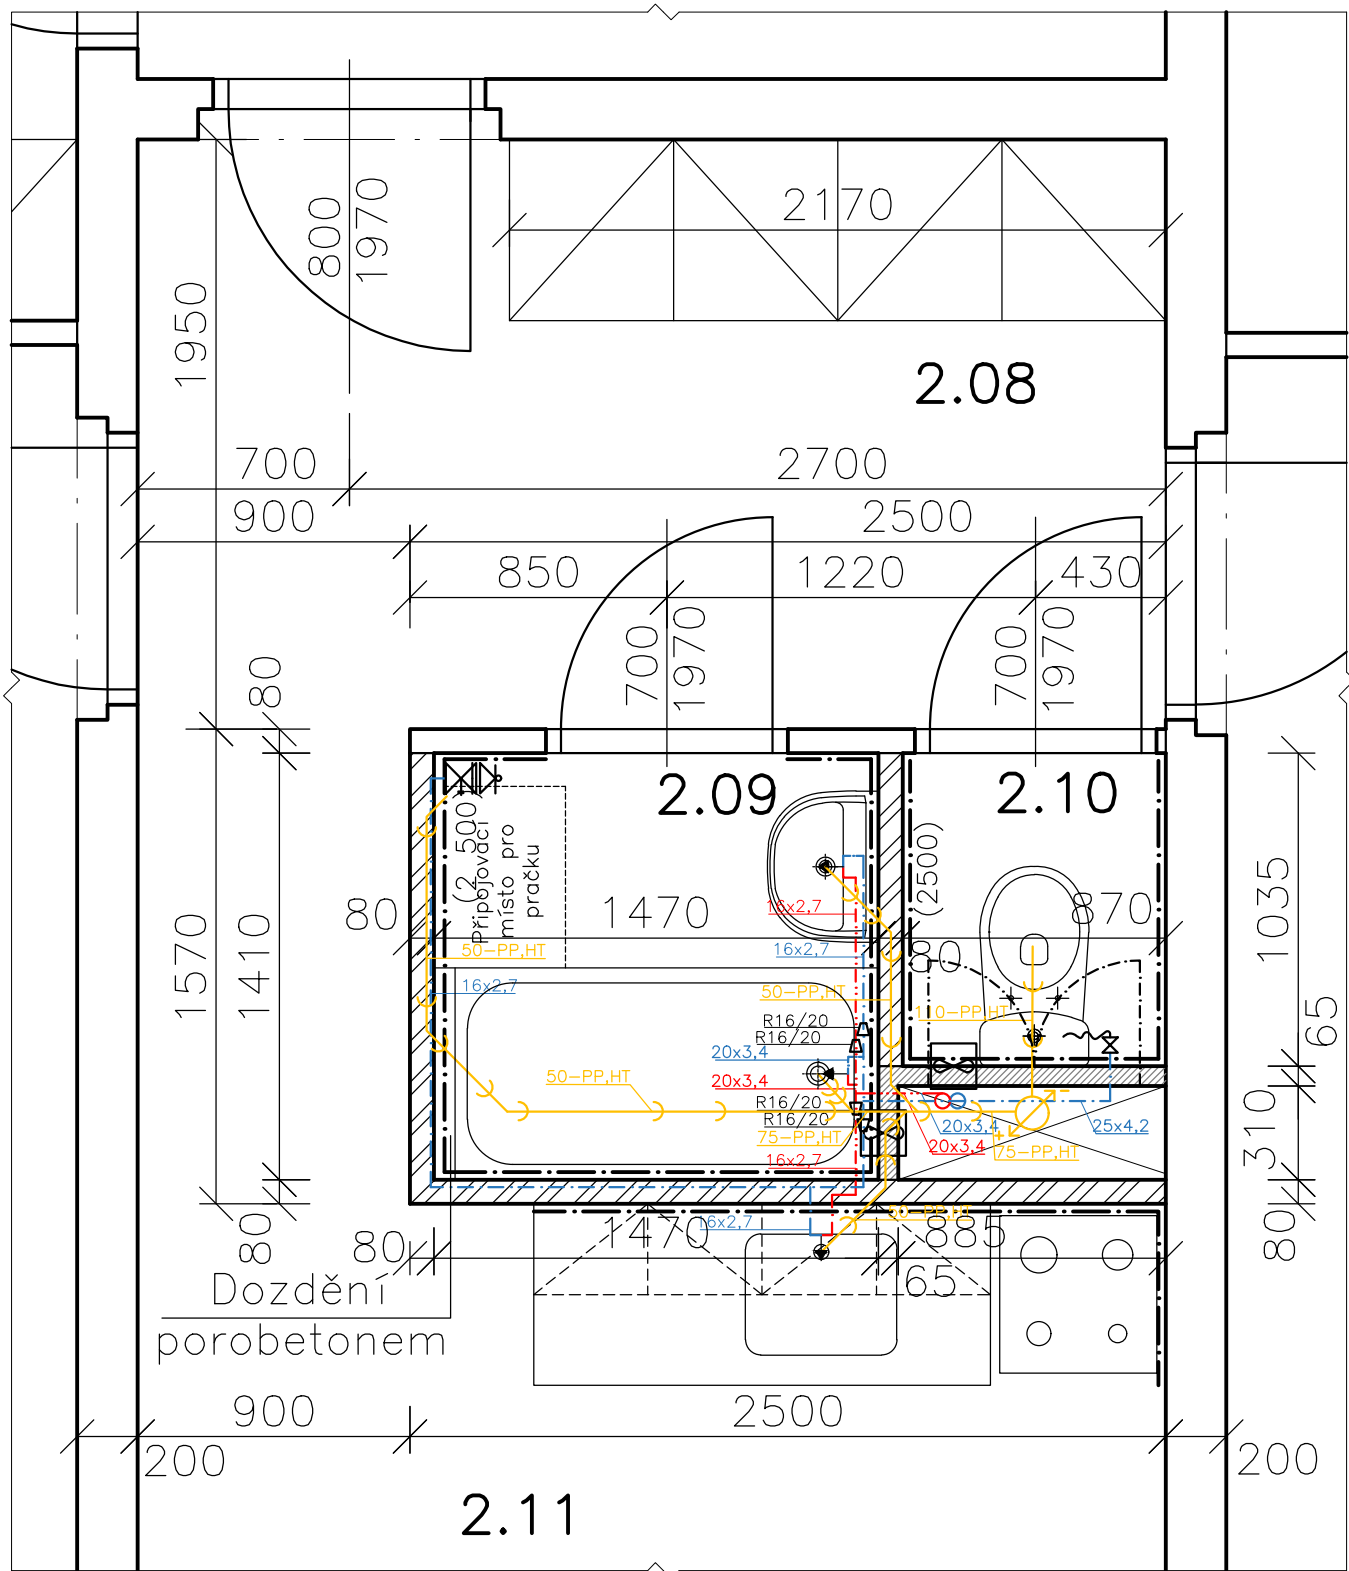 2170
800
1970
1950
2.08
700
2700
900
2500
850
1220
430
700
1970
700
1970
80
2.09
2.10
(2 500)
Připojovací
místo pro
pračku
(2500)
1035
80
1470
870
16x2,7
80
50-PP,HT
16x2,7
16x2,7
50-PP,HT
110-PP,HT
1570
1410
65
R16/20
R16/20
20x3,4
20x3,4
50-PP,HT
R16/20
R16/20
75-PP,HT
16x2,7
20x3,4
20x3,4
+
-
75-PP,HT
25x4,2
310
80
80
80
1470
16x2,7
50-PP,HT
885
65
Dozdění
porobetonem
900
2500
200
200
2.11